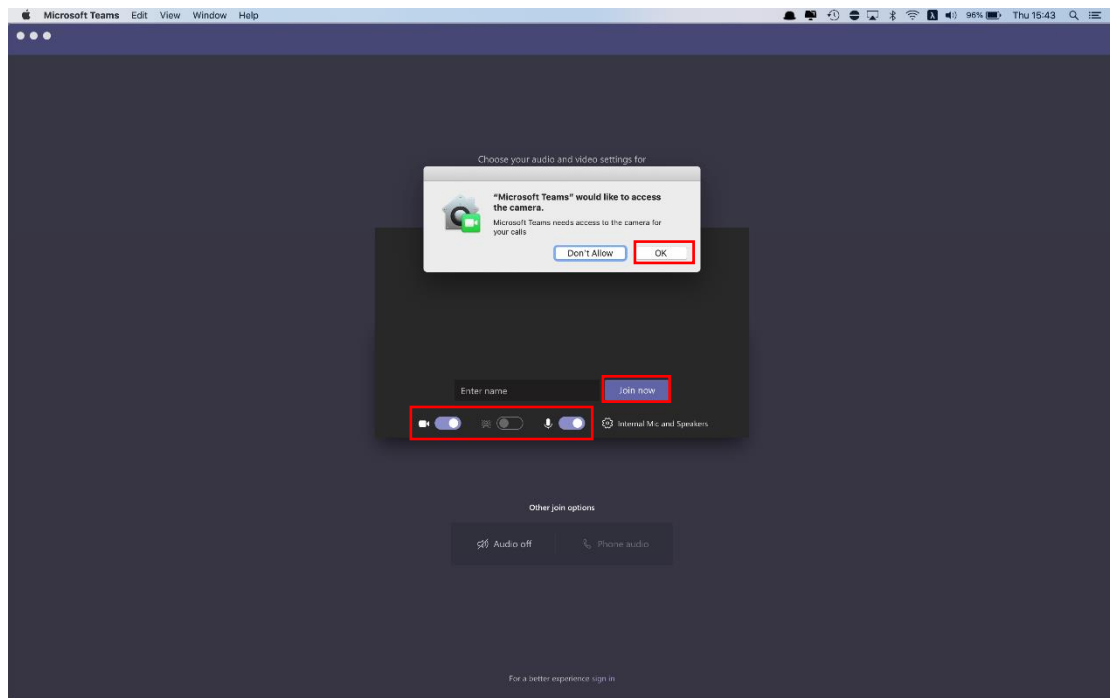 Microsoft Teams Edit View Window Help 96% Thu 15:43
Choose your audio and video settings for
"Microsoft Teams" would like to access
the camera.
Microsoft Teams needs access to the camera for
your calls
Don't Allow OK
Enter name Join now
Internal Mic and Speakers
Other join options
Audio off Phone audio
For a better experience sign in